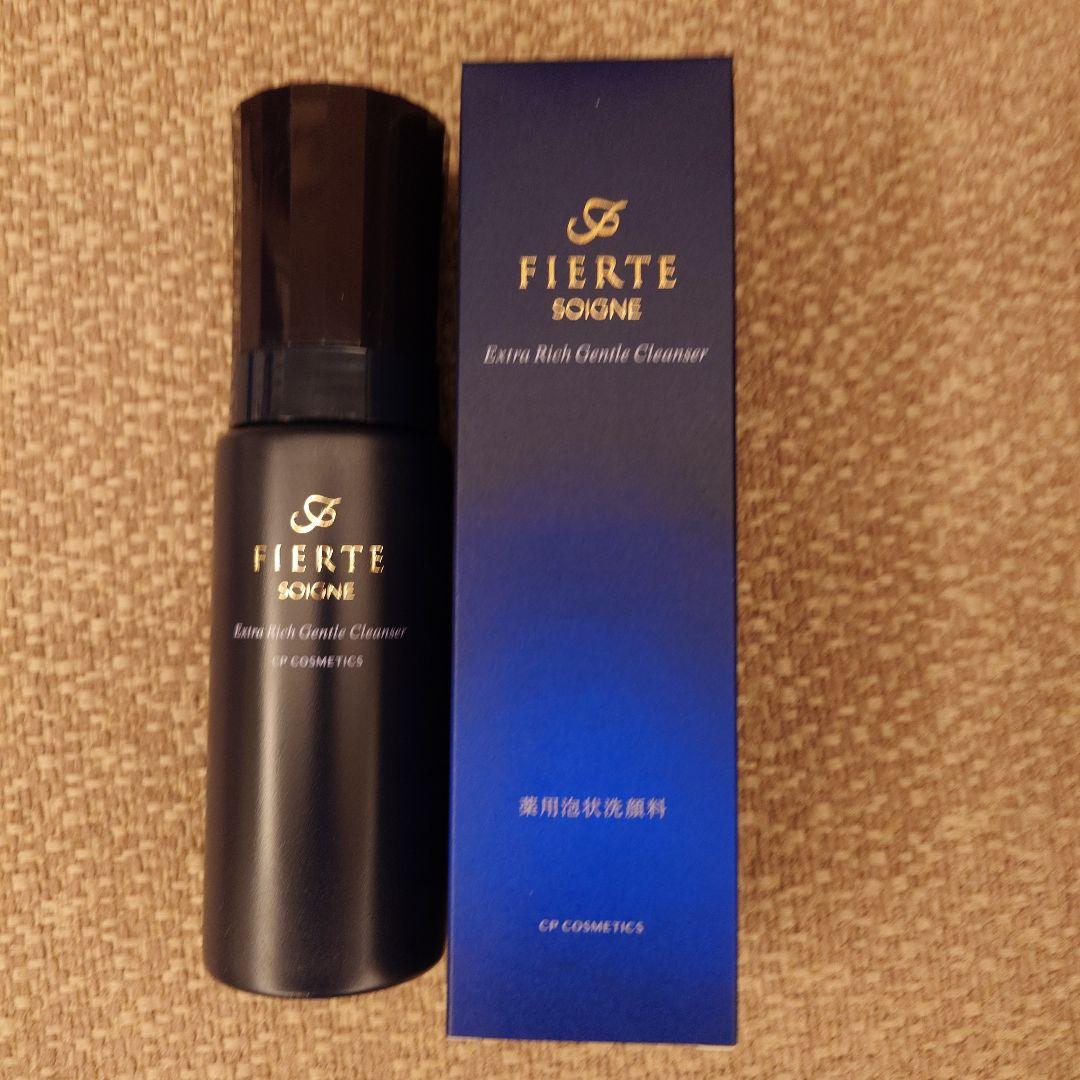 FIERTE
SOIGNE
Extra Rich Gentle Cleanser
CP COSMETICS
FIERTE
SOIGNE
Extra Rich Gentle Cleanser
薬用泡状洗顔料
CP COSMETICS